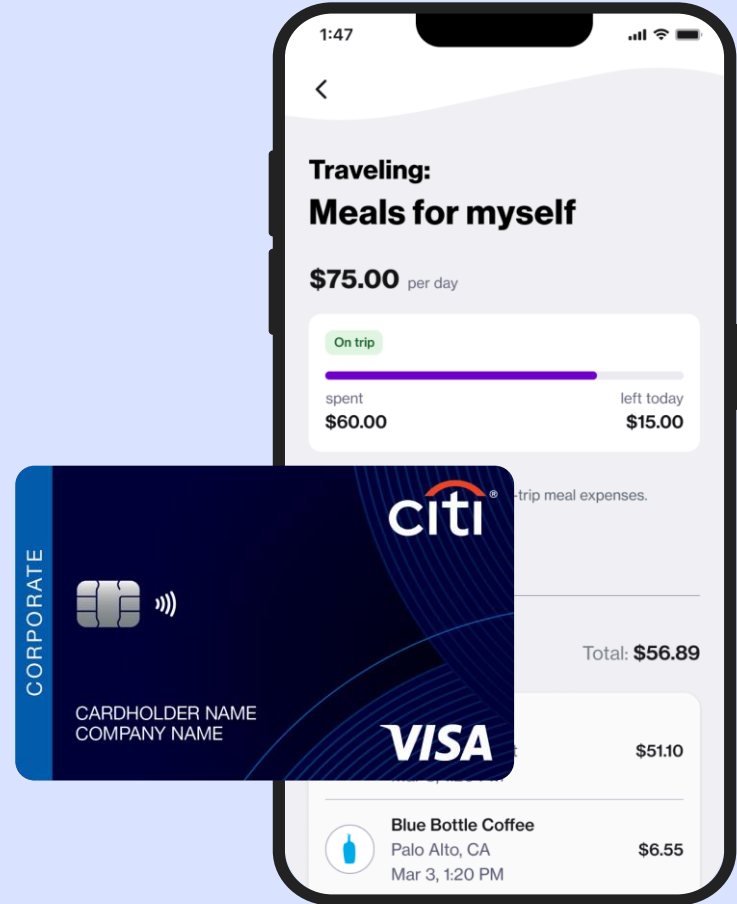 1:47
Traveling:
Meals for myself
$75.00 per day
On trip
spent left today
$60.00 $15.00
-trip meal expenses.
citi®
CORPORATE
Total: $56.89
CARDHOLDER NAME
COMPANY NAME
VISA
$51.10
Blue Bottle Coffee
Palo Alto, CA $6.55
Mar 3, 1:20 PM